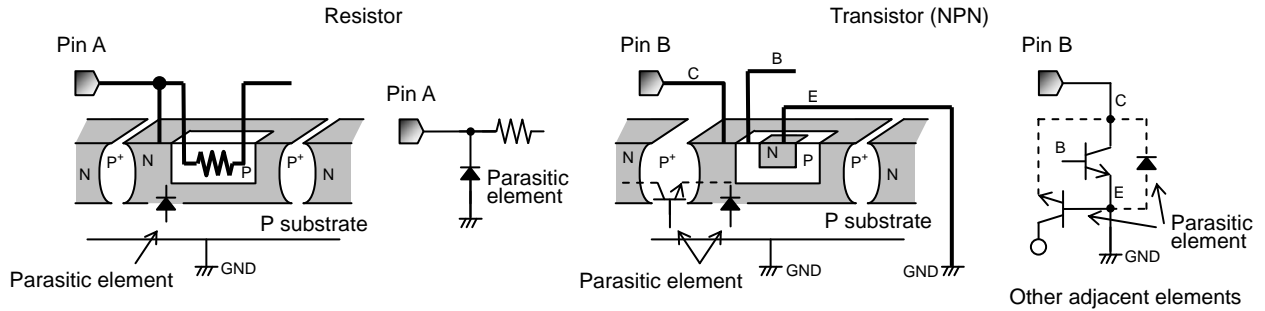 Resistor
Transistor (NPN)
Pin A
Pin B
Pin B
B
C
E
C
Pin A
N
P+
N
P
P+
N
N
P+
N
P
P+
N
B
Parasitic
element
E
P substrate
P substrate
Parasitic
element
Parasitic element
GND
Parasitic element
GND
GND
GND
Other adjacent elements